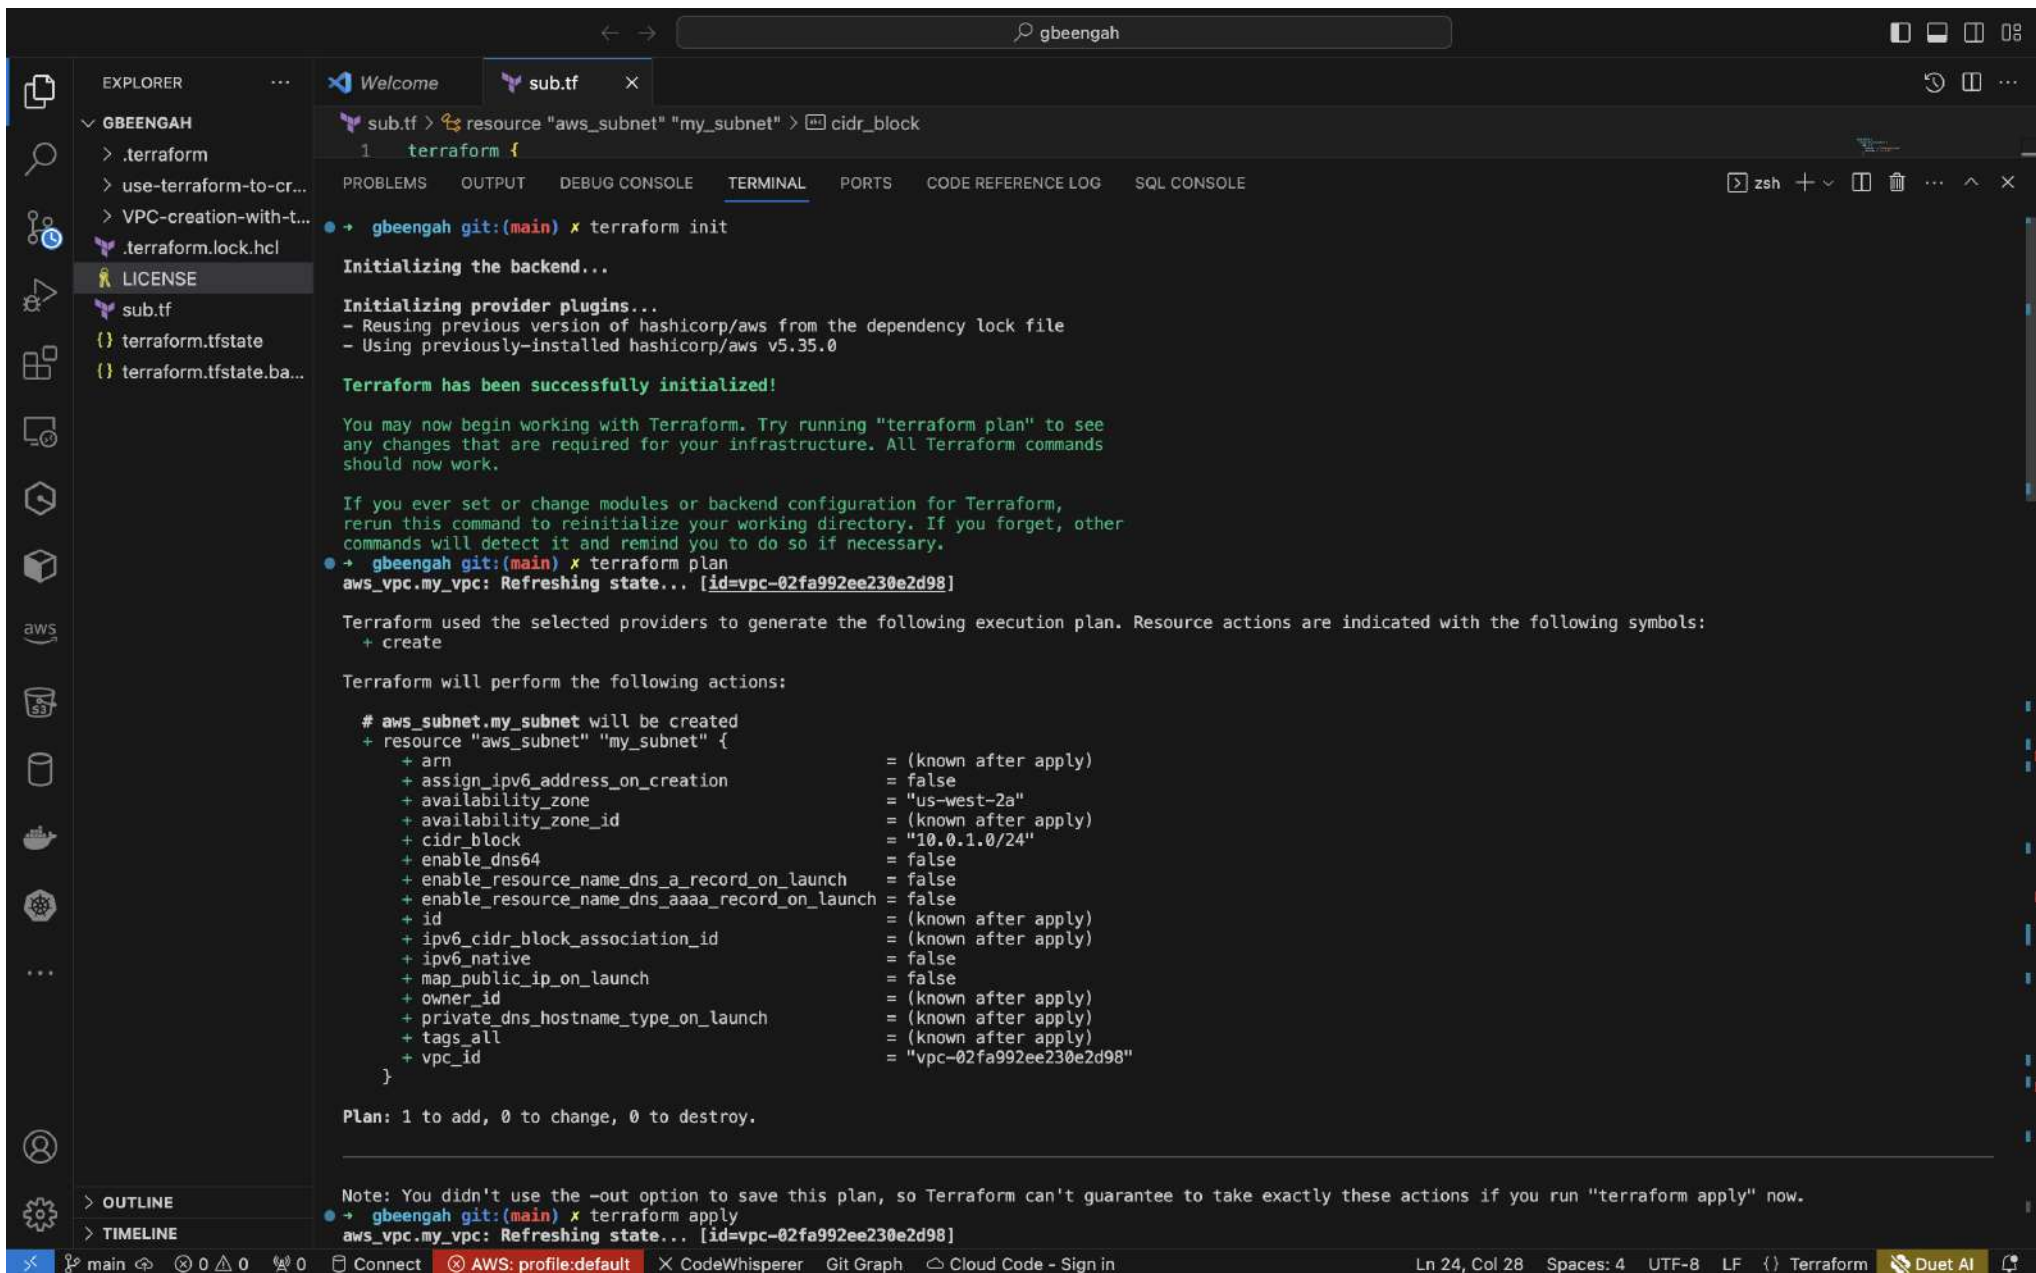 gbeengah
EXPLORER
GBEENGAH
.terraform
use-terraform-to-cr...
VPC-creation-with-t...
.terraform.lock.hcl
LICENSE
sub.tf
terraform.tfstate
terraform.tfstate.ba...
OUTLINE
TIMELINE
aws
S3
Welcome sub.tf
sub.tf > resource "aws_subnet" "my_subnet" > cidr_block
1 terraform {
PROBLEMS OUTPUT DEBUG CONSOLE TERMINAL PORTS CODE REFERENCE LOG SQL CONSOLE zsh
gbeengah git:(main) ✗ terraform init
Initializing the backend...
Initializing provider plugins...
- Reusing previous version of hashicorp/aws from the dependency lock file
- Using previously-installed hashicorp/aws v5.35.0
Terraform has been successfully initialized!
You may now begin working with Terraform. Try running "terraform plan" to see
any changes that are required for your infrastructure. All Terraform commands
should now work.
If you ever set or change modules or backend configuration for Terraform,
rerun this command to reinitialize your working directory. If you forget, other
commands will detect it and remind you to do so if necessary.
gbeengah git:(main) ✗ terraform plan
aws_vpc.my_vpc: Refreshing state... [id=vpc-02fa992ee230e2d98]
Terraform used the selected providers to generate the following execution plan. Resource actions are indicated with the following symbols:
+ create
Terraform will perform the following actions:
# aws_subnet.my_subnet will be created
+ resource "aws_subnet" "my_subnet" {
+ arn = (known after apply)
+ assign_ipv6_address_on_creation = false
+ availability_zone = "us-west-2a"
+ availability_zone_id = (known after apply)
+ cidr_block = "10.0.1.0/24"
+ enable_dns64 = false
+ enable_resource_name_dns_a_record_on_launch = false
+ enable_resource_name_dns_aaaa_record_on_launch = false
+ id = (known after apply)
+ ipv6_cidr_block_association_id = (known after apply)
+ ipv6_native = false
+ map_public_ip_on_launch = false
+ owner_id = (known after apply)
+ private_dns_hostname_type_on_launch = (known after apply)
+ tags_all = (known after apply)
+ vpc_id = "vpc-02fa992ee230e2d98"
}
Plan: 1 to add, 0 to change, 0 to destroy.
Note: You didn't use the -out option to save this plan, so Terraform can't guarantee to take exactly these actions if you run "terraform apply" now.
gbeengah git:(main) ✗ terraform apply
aws_vpc.my_vpc: Refreshing state... [id=vpc-02fa992ee230e2d98]
main 0 0 0 Connect AWS: profile:default CodeWhisperer Git Graph Cloud Code - Sign in Ln 24, Col 28 Spaces: 4 UTF-8 LF {} Terraform Duet AI